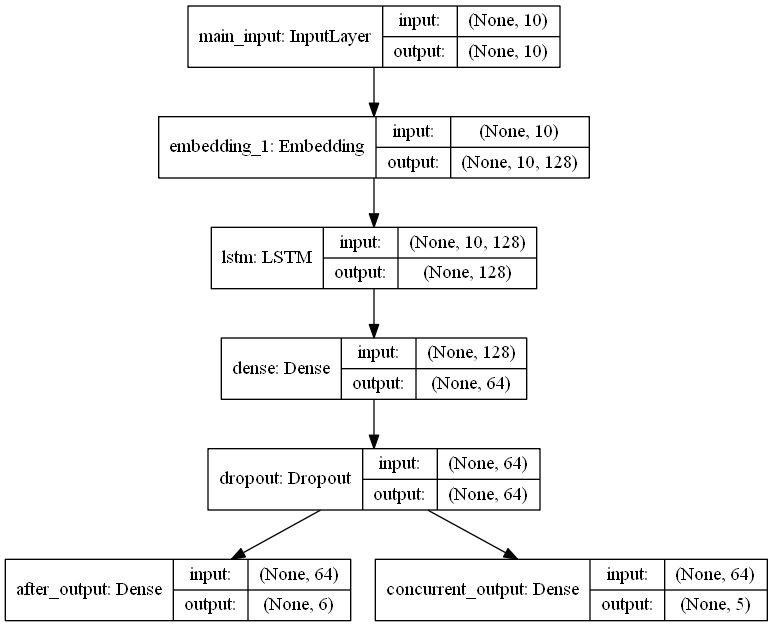 main_input: InputLayer
input: (None, 10)
output: (None, 10)
embedding_1: Embedding
input: (None, 10)
output: (None, 10, 128)
lstm: LSTM
input: (None, 10, 128)
output: (None, 128)
dense: Dense
input: (None, 128)
output: (None, 64)
dropout: Dropout
input: (None, 64)
output: (None, 64)
after_output: Dense
input: (None, 64)
output: (None, 6)
concurrent_output: Dense
input: (None, 64)
output: (None, 5)